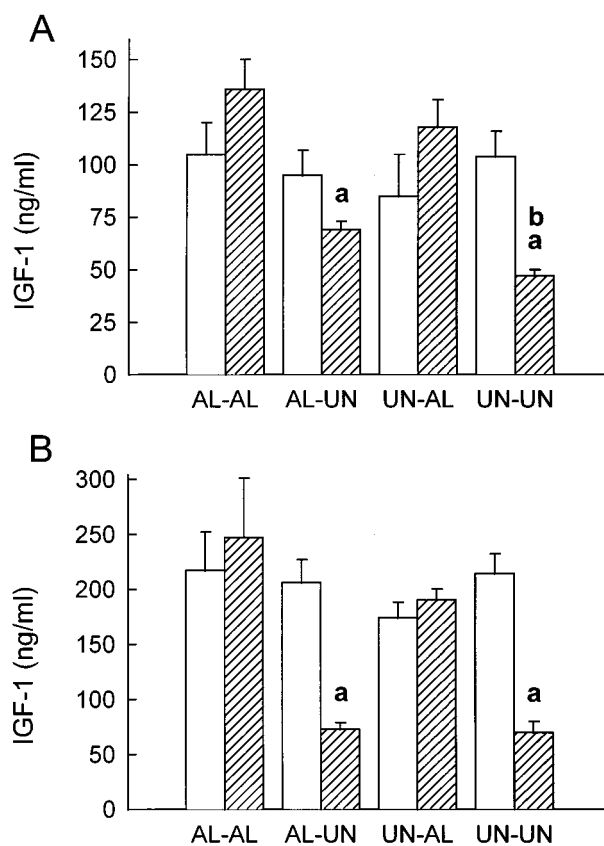 A
IGF-1 (ng/ml)
150
125
100
75
50
25
0
a
b
a
AL-AL AL-UN UN-AL UN-UN
B
IGF-1 (ng/ml)
300
250
200
150
100
50
0
a
a
AL-AL AL-UN UN-AL UN-UN